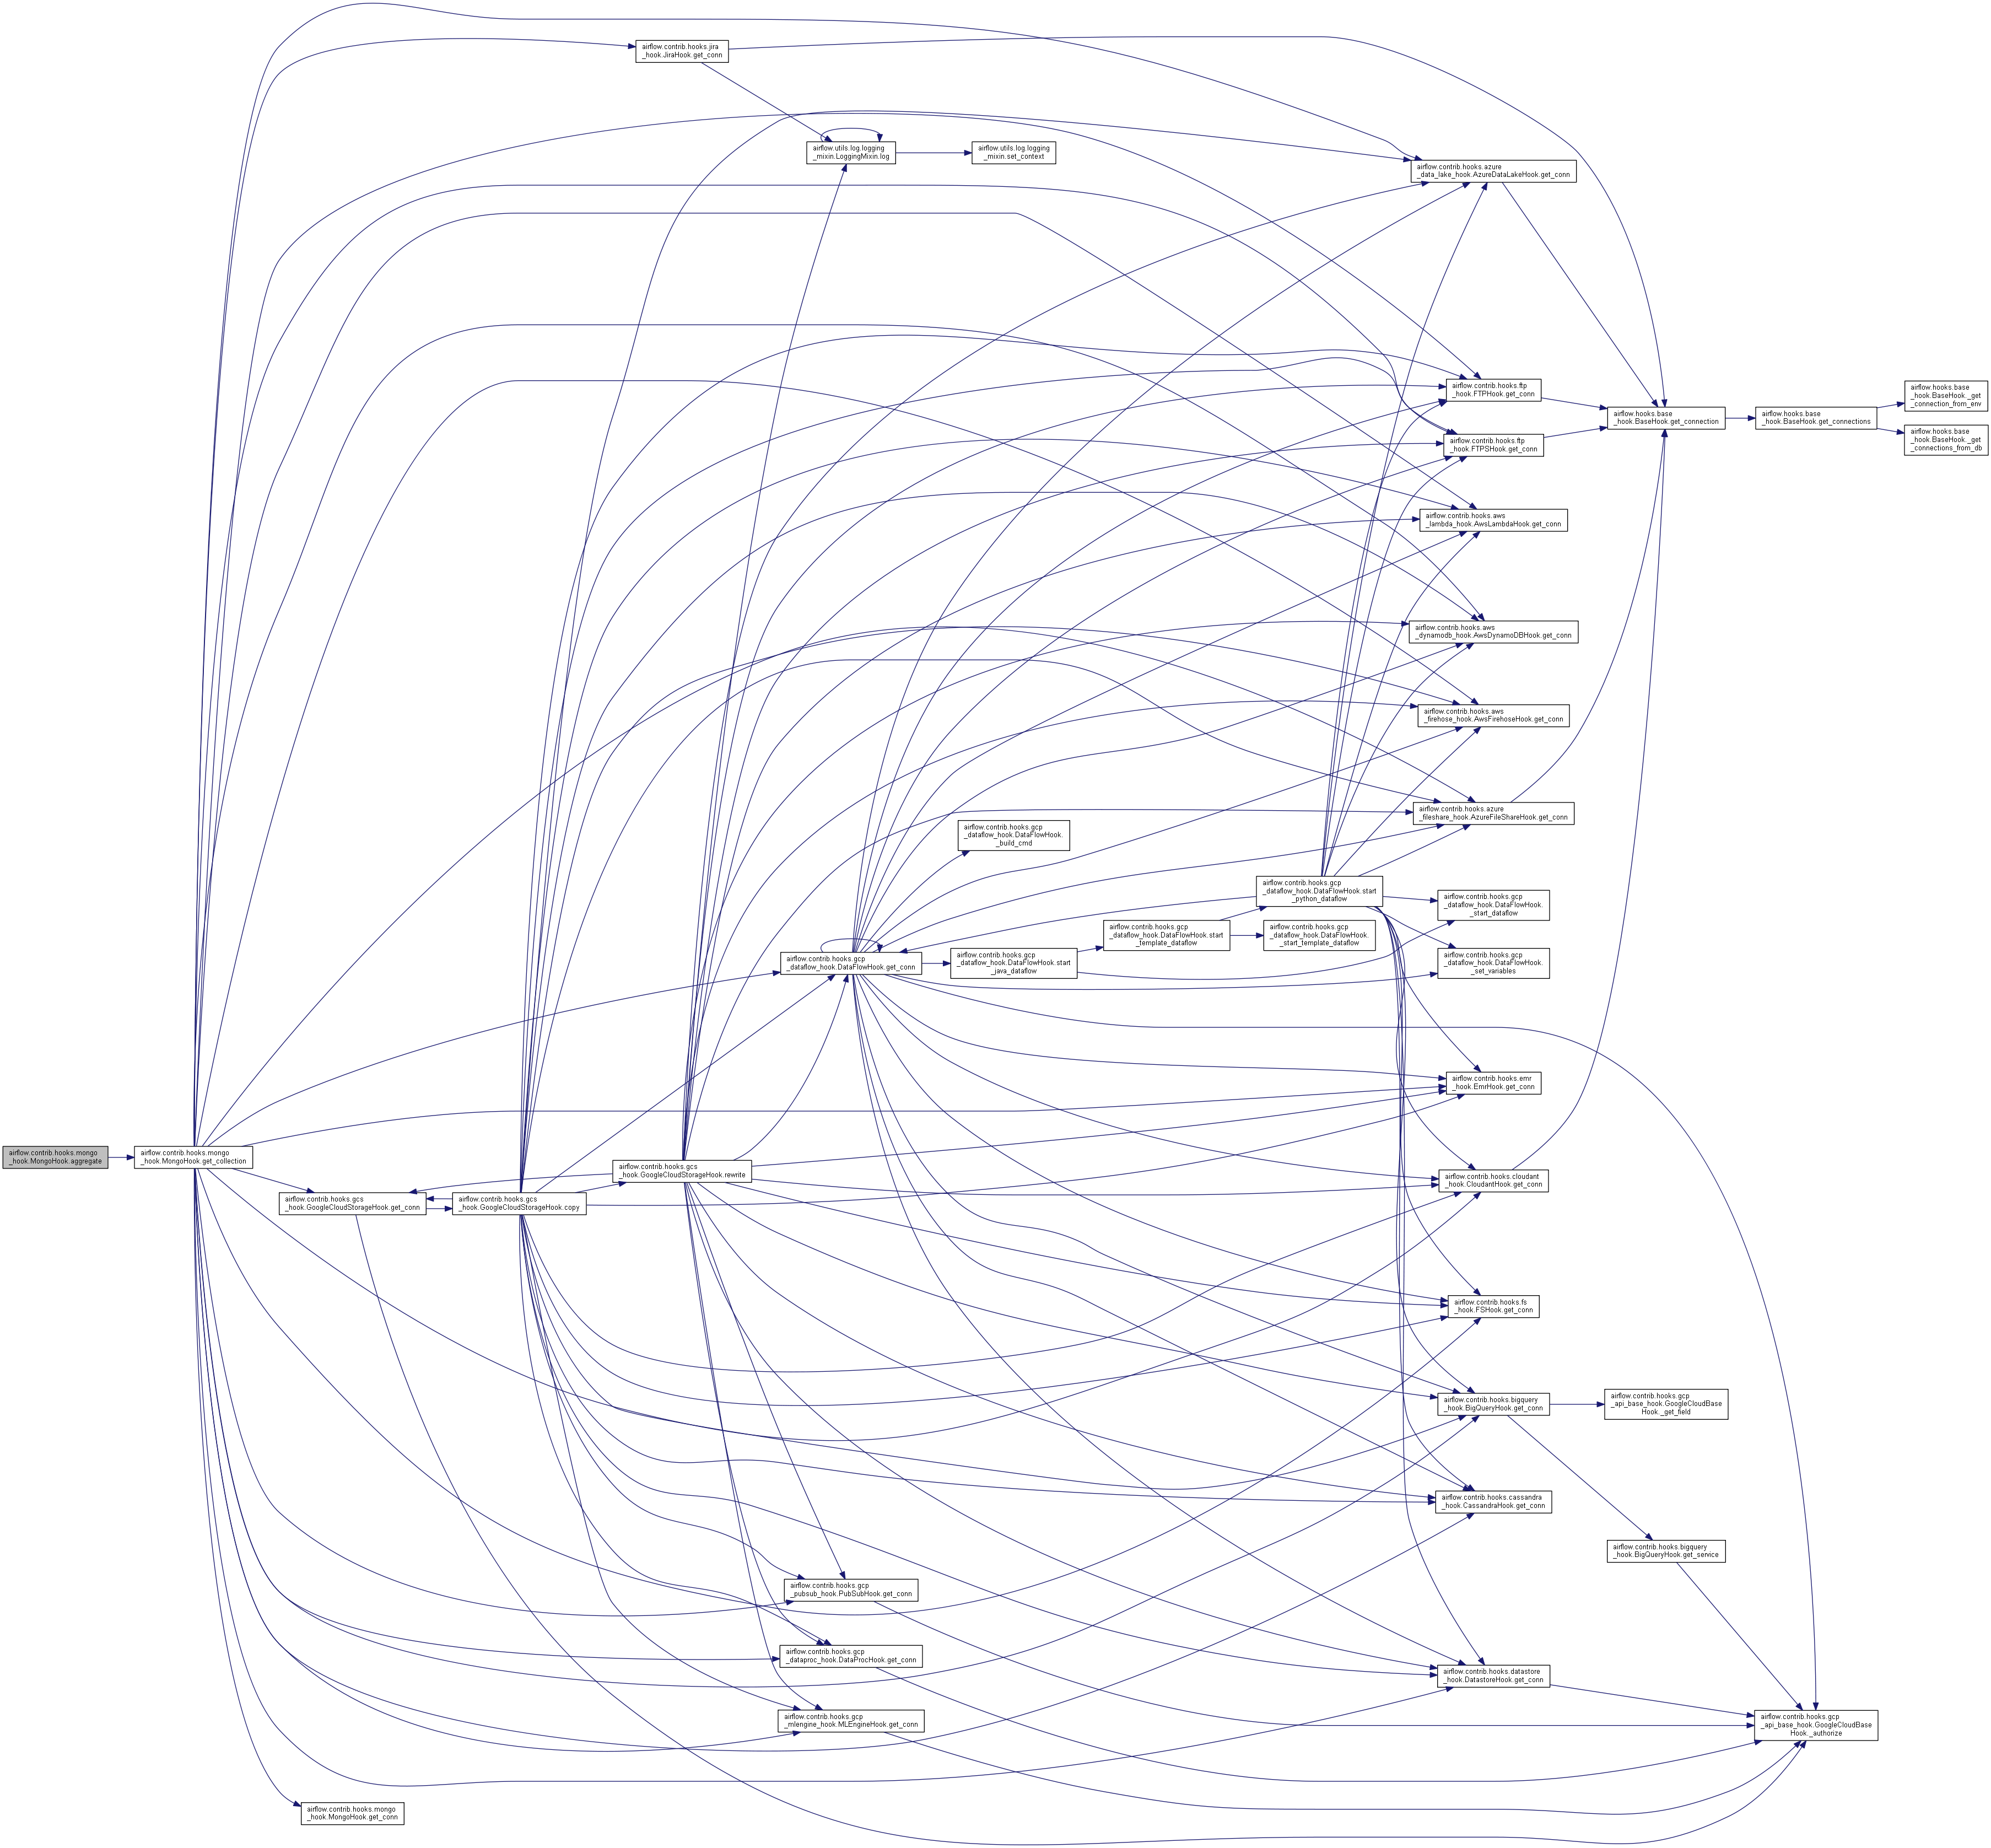 airflow.contrib.hooks.jira
_hook.JiraHook.get_conn
airflow.utils.log.logging
_mixin.LoggingMixin.log
airflow.utils.log.logging
_mixin.set_context
airflow.contrib.hooks.azure
_data_lake_hook.AzureDataLakeHook.get_conn
airflow.contrib.hooks.ftp
_hook.FTPHook.get_conn
airflow.hooks.base
_hook.BaseHook._get
_connection_from_env
airflow.hooks.base
_hook.BaseHook.get_connection
airflow.hooks.base
_hook.BaseHook.get_connections
airflow.hooks.base
_hook.BaseHook._get
_connections_from_db
airflow.contrib.hooks.ftp
_hook.FTPSHook.get_conn
airflow.contrib.hooks.aws
_lambda_hook.AwsLambdaHook.get_conn
airflow.contrib.hooks.aws
_dynamodb_hook.AwsDynamoDBHook.get_conn
airflow.contrib.hooks.aws
_firehose_hook.AwsFirehoseHook.get_conn
airflow.contrib.hooks.azure
_fileshare_hook.AzureFileShareHook.get_conn
airflow.contrib.hooks.gcp
_dataflow_hook.DataFlowHook.
_build_cmd
airflow.contrib.hooks.gcp
_dataflow_hook.DataFlowHook.start
_python_dataflow
airflow.contrib.hooks.gcp
_dataflow_hook.DataFlowHook.
_start_dataflow
airflow.contrib.hooks.gcp
_dataflow_hook.DataFlowHook.start
_template_dataflow
airflow.contrib.hooks.gcp
_dataflow_hook.DataFlowHook.
_start_template_dataflow
airflow.contrib.hooks.gcp
_dataflow_hook.DataFlowHook.get_conn
airflow.contrib.hooks.gcp
_dataflow_hook.DataFlowHook.start
_java_dataflow
airflow.contrib.hooks.gcp
_dataflow_hook.DataFlowHook.
_set_variables
airflow.contrib.hooks.emr
_hook.EmrHook.get_conn
airflow.contrib.hooks.mongo
_hook.MongoHook.aggregate
airflow.contrib.hooks.mongo
_hook.MongoHook.get_collection
airflow.contrib.hooks.gcs
_hook.GoogleCloudStorageHook.rewrite
airflow.contrib.hooks.cloudant
_hook.CloudantHook.get_conn
airflow.contrib.hooks.gcs
_hook.GoogleCloudStorageHook.get_conn
airflow.contrib.hooks.gcs
_hook.GoogleCloudStorageHook.copy
airflow.contrib.hooks.fs
_hook.FSHook.get_conn
airflow.contrib.hooks.bigquery
_hook.BigQueryHook.get_conn
airflow.contrib.hooks.gcp
_api_base_hook.GoogleCloudBase
Hook._get_field
airflow.contrib.hooks.cassandra
_hook.CassandraHook.get_conn
airflow.contrib.hooks.bigquery
_hook.BigQueryHook.get_service
airflow.contrib.hooks.gcp
_pubsub_hook.PubSubHook.get_conn
airflow.contrib.hooks.gcp
_dataproc_hook.DataProcHook.get_conn
airflow.contrib.hooks.datastore
_hook.DatastoreHook.get_conn
airflow.contrib.hooks.gcp
_mlengine_hook.MLEngineHook.get_conn
airflow.contrib.hooks.gcp
_api_base_hook.GoogleCloudBase
Hook._authorize
airflow.contrib.hooks.mongo
_hook.MongoHook.get_conn